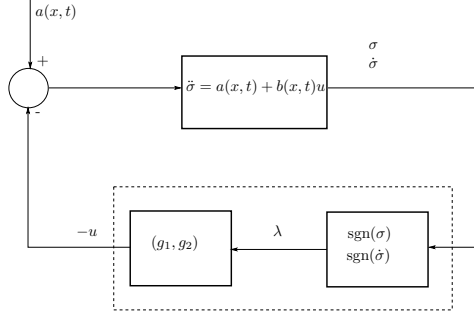 a(x, t)
+
-
σ
σ̇
σ̈ = a(x, t) + b(x, t)u
−u
(g₁, g₂)
λ
sgn(σ)
sgn(σ̇)